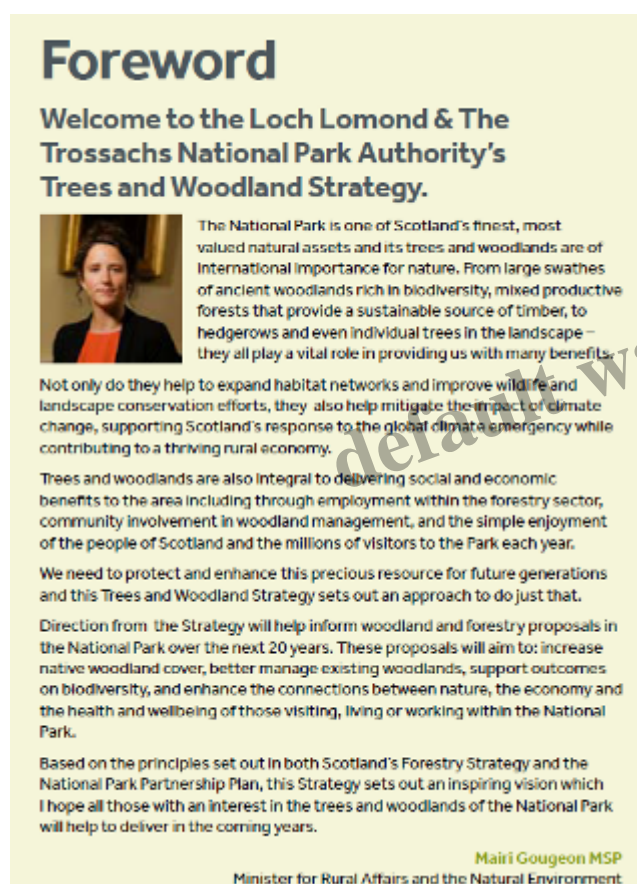 Foreword
Welcome to the Loch Lomond & The
Trossachs National Park Authority's
Trees and Woodland Strategy.
The National Park is one of Scotland's finest, most
valued natural assets and its trees and woodlands are of
international importance for nature. From large swathes
of ancient woodlands rich in biodiversity, mixed productive
forests that provide a sustainable source of timber, to
hedgerows and even individual trees in the landscape –
they all play a vital role in providing us with many benefits.
Not only do they help to expand habitat networks and improve wildlife and
landscape conservation efforts, they also help mitigate the impact of climate
change, supporting Scotland's response to the global climate emergency while
contributing to a thriving rural economy.
Trees and woodlands are also integral to delivering social and economic
benefits to the area including through employment within the forestry sector,
community involvement in woodland management, and the simple enjoyment
of the people of Scotland and the millions of visitors to the Park each year.
We need to protect and enhance this precious resource for future generations
and this Trees and Woodland Strategy sets out an approach to do just that.
Direction from the Strategy will help inform woodland and forestry proposals in
the National Park over the next 20 years. These proposals will aim to: increase
native woodland cover, better manage existing woodlands, support outcomes
on biodiversity, and enhance the connections between nature, the economy and
the health and wellbeing of those visiting, living or working within the National
Park.
Based on the principles set out in both Scotland's Forestry Strategy and the
National Park Partnership Plan, this Strategy sets out an inspiring vision which
I hope all those with an interest in the trees and woodlands of the National Park
will help to deliver in the coming years.
Mairi Gougeon MSP
Minister for Rural Affairs and the Natural Environment
default w